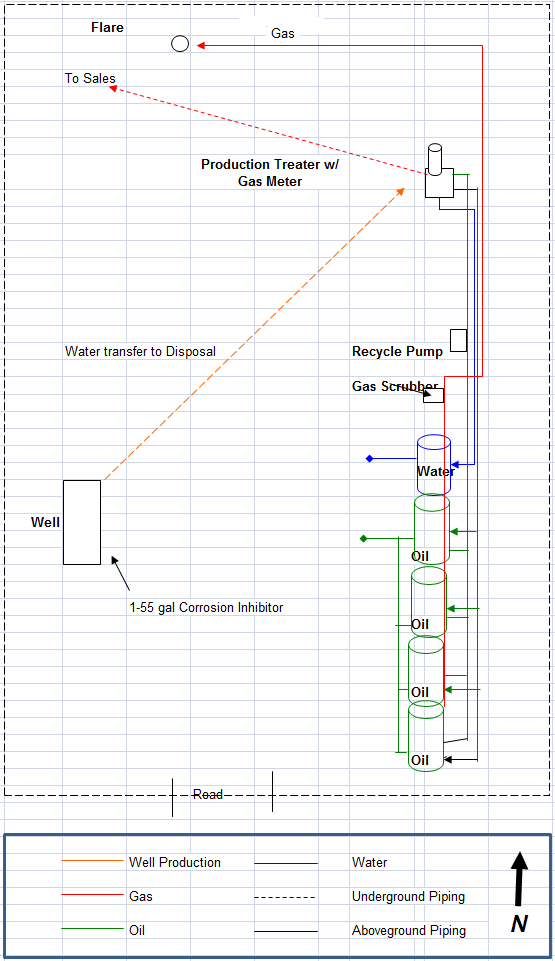 Flare
Gas
To Sales
Production Treater w/
Gas Meter
Water transfer to Disposal
Recycle Pump
Gas Scrubber
Water
Well
Oil
1-55 gal Corrosion Inhibitor
Oil
Oil
Oil
Road
Well Production
Water
Gas
Underground Piping
Oil
Aboveground Piping
N